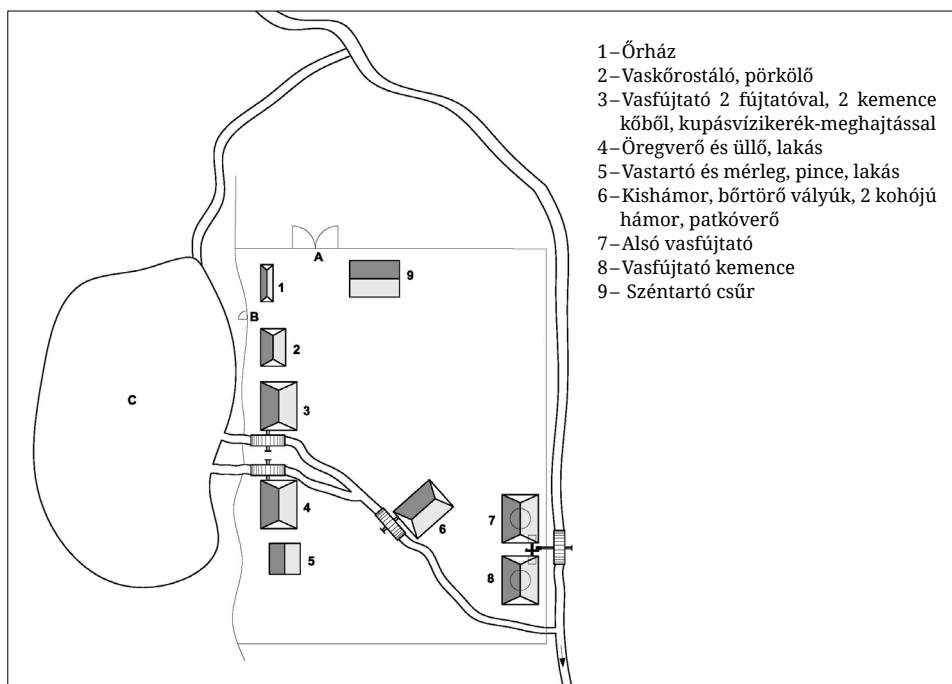 1–Őrház
2–Vaskőrostáló, pörkölő
3–Vasfújtató 2 fújtatóval, 2 kemence
kőből, kupásvízikerék-meghajtással
4–Öregverő és üllő, lakás
5–Vastartó és mérleg, pince, lakás
6–Kishámor, bőrtörő vályúk, 2 kohójú
hámor, patkóverő
7–Alsó vasfújtató
8–Vasfújtató kemence
9– Széntartó csűr
A
9
1
B
2
C
3
4
6
7
5
8